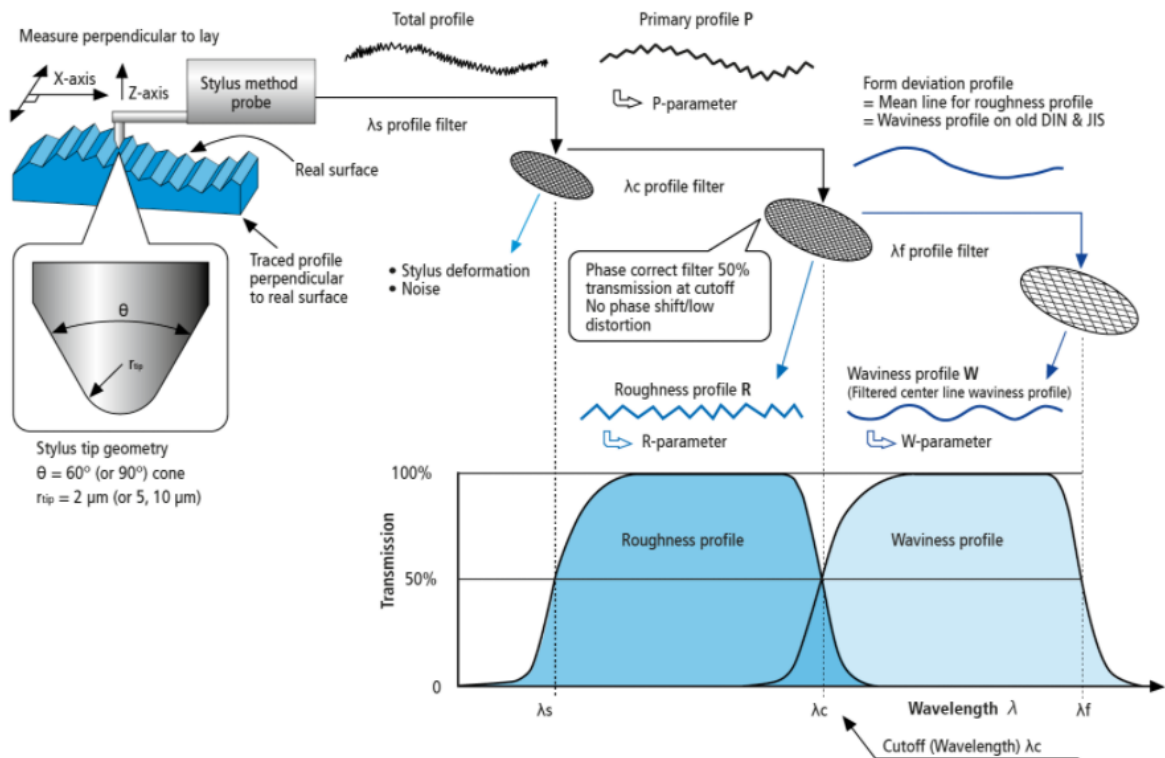 Measure perpendicular to lay
X-axis
Z-axis
Stylus method
probe
Real surface
Traced profile
perpendicular
to real surface
θ
rtip
Stylus tip geometry
θ = 60° (or 90°) cone
rtip = 2 µm (or 5, 10 µm)
Total profile
λs profile filter
• Stylus deformation
• Noise
Primary profile P
P-parameter
λc profile filter
Phase correct filter 50%
transmission at cutoff
No phase shift/low
distortion
Form deviation profile
= Mean line for roughness profile
= Waviness profile on old DIN & JIS
λf profile filter
Roughness profile R
R-parameter
Waviness profile W
(Filtered center line waviness profile)
W-parameter
Transmission
100%
50%
0
Roughness profile
Waviness profile
λs
λc
Wavelength λ
λf
Cutoff (Wavelength) λc